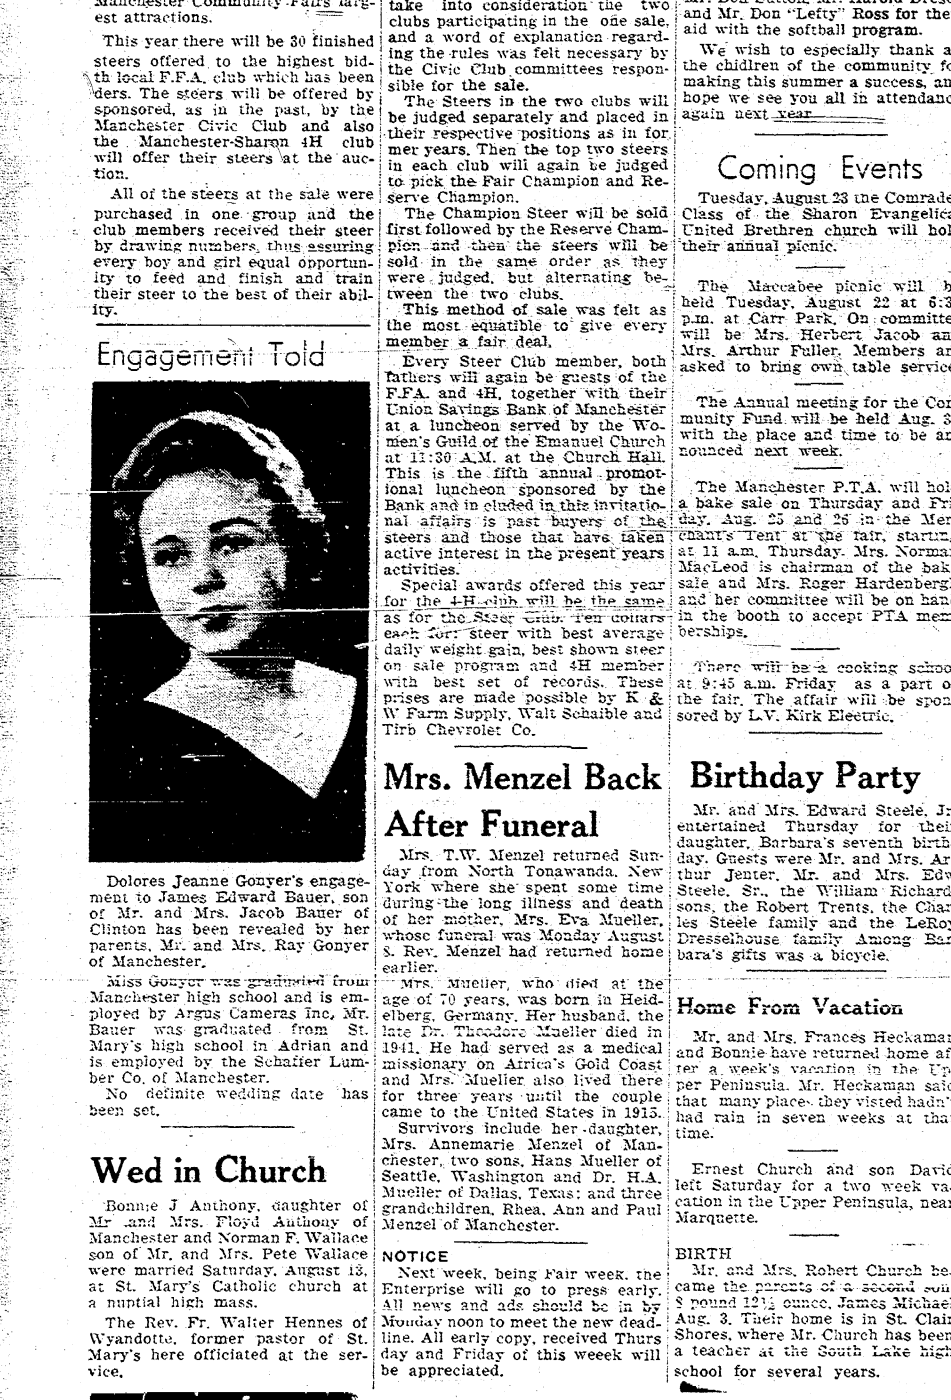 Manchester Community Fair's larg-
est attractions.
This year there will be 30 finished
steers offered to the highest bid-
th local F.F.A. club which has been
ders. The steers will be offered by
sponsored, as in the past, by the
Manchester Civic Club and also
the Manchester-Sharon 4H club
will offer their steers at the auc-
tion.
All of the steers at the sale were
purchased in one group and the
club members received their steer
by drawing numbers, thus assuring
every boy and girl equal opportun-
ity to feed and finish and train
their steer to the best of their abil-
ity.
Engagement Told
Dolores Jeanne Gonyer's engage-
ment to James Edward Bauer, son
of Mr. and Mrs. Jacob Bauer of
Clinton has been revealed by her
parents, Mr. and Mrs. Ray Gonyer
of Manchester.
Miss Gonyer was graduated from
Manchester high school and is em-
ployed by Argus Cameras Inc, Mr.
Bauer was graduated from St.
Mary's high school in Adrian and
is employed by the Schaffer Lum-
ber Co. of Manchester.
No definite wedding date has
been set.
Wed in Church
Bonnie J Anthony, daughter of
Mr and Mrs. Floyd Anthony of
Manchester and Norman F. Wallace
son of Mr. and Mrs. Pete Wallace
were married Saturday, August 13,
at St. Mary's Catholic church at
a nuptial high mass.
The Rev. Fr. Walter Hennes of
Wyandotte, former pastor of St.
Mary's here officiated at the ser-
vice.
take into consideration the two
clubs participating in the one sale,
and a word of explanation regard-
ing the rules was felt necessary by
the Civic Club committees respon-
sible for the sale.
The Steers in the two clubs will
be judged separately and placed in
their respective positions as in for
mer years. Then the top two steers
in each club will again be judged
to pick the Fair Champion and Re-
serve Champion.
The Champion Steer will be sold
first followed by the Reserve Cham-
pion and then the steers will be
sold in the same order as they
were judged, but alternating be-
tween the two clubs.
This method of sale was felt as
the most equatible to give every
member a fair deal.
Every Steer Club member, both
fathers will again be guests of the
F.F.A. and 4H, together with their
Union Savings Bank of Manchester
at a luncheon served by the Wo-
men's Guild of the Emanuel Church
at 11:30 A.M. at the Church Hall.
This is the fifth annual promot-
ional luncheon sponsored by the
Bank and in cluded in this invitatio-
nal affairs is past buyers of the
steers and those that have taken
active interest in the present years
activities.
Special awards offered this year
for the 4-H club will be the same
as for the Steer Club. Ten dollars
each for: steer with best average
daily weight gain, best shown steer
on sale program and 4H member
with best set of records. These
prises are made possible by K &
W Farm Supply, Walt Schaible and
Tirb Chevrolet Co.
Mrs. Menzel Back
After Funeral
Mrs. T.W. Menzel returned Sun-
day from North Tonawanda, New
York where she spent some time
during the long illness and death
of her mother, Mrs. Eva Mueller,
whose funeral was Monday August
8. Rev. Menzel had returned home
earlier.
Mrs. Mueller, who died at the
age of 70 years, was born in Heid-
elberg, Germany. Her husband, the
late Dr. Theodore Mueller died in
1941. He had served as a medical
missionary on Africa's Gold Coast
and Mrs. Mueller also lived there
for three years until the couple
came to the United States in 1915.
Survivors include her daughter,
Mrs. Annemarie Menzel of Man-
chester, two sons, Hans Mueller of
Seattle, Washington and Dr. H.A.
Mueller of Dallas, Texas; and three
grandchildren, Rhea, Ann and Paul
Menzel of Manchester.
NOTICE
Next week, being Fair week, the
Enterprise will go to press early.
All news and ads should be in by
Monday noon to meet the new dead-
line. All early copy, received Thurs
day and Friday of this weeek will
be appreciated.
and Mr. Don "Lefty" Ross for the
aid with the softball program.
We wish to especially thank a
the chidlren of the community fo
making this summer a success, an
hope we see you all in attendanc
again next year
Coming Events
Tuesday, August 23 the Comrade
Class of the Sharon Evangelica
United Brethren church will hol
their annual picnic.
The Maccabee picnic will b
held Tuesday, August 22 at 6:3
p.m. at Carr Park. On committe
will be Mrs. Herbert Jacob an
Mrs. Arthur Fuller. Members ar
asked to bring own table service
The Annual meeting for the Com
munity Fund will be held Aug. 3
with the place and time to be an
nounced next week.
The Manchester P.T.A. will hol
a bake sale on Thursday and Fri
day, Aug. 25 and 26 in the Mer
chant's Tent at the fair, startin
at 11 a.m. Thursday. Mrs. Norma
MacLeod is chairman of the bak
sale and Mrs. Roger Hardenberg
and her committee will be on han
in the booth to accept PTA mem
berships.
There will be a cooking schoo
at 9:45 a.m. Friday as a part o
the fair. The affair will be spon
sored by L.V. Kirk Electric.
Birthday Party
Mr. and Mrs. Edward Steele, Jr
entertained Thursday for thei
daughter, Barbara's seventh birth
day. Guests were Mr. and Mrs. Ar
thur Jenter, Mr. and Mrs. Edw
Steele, Sr., the William Richard
sons, the Robert Trents, the Char
les Steele family and the LeRoy
Dresselhouse family Among Bar
bara's gifts was a bicycle.
Home From Vacation
Mr. and Mrs. Frances Heckaman
and Bonnie have returned home af
ter a week's vacation in the Up
per Peninsula. Mr. Heckaman said
that many places they visted hadn'
had rain in seven weeks at tha
time.
Ernest Church and son David
left Saturday for a two week va
cation in the Upper Peninsula, near
Marquette.
BIRTH
Mr. and Mrs. Robert Church be
came the parents of a second son
8 pound 12½ ounce, James Michael
Aug. 3. Their home is in St. Clair
Shores, where Mr. Church has been
a teacher at the South Lake high
school for several years.